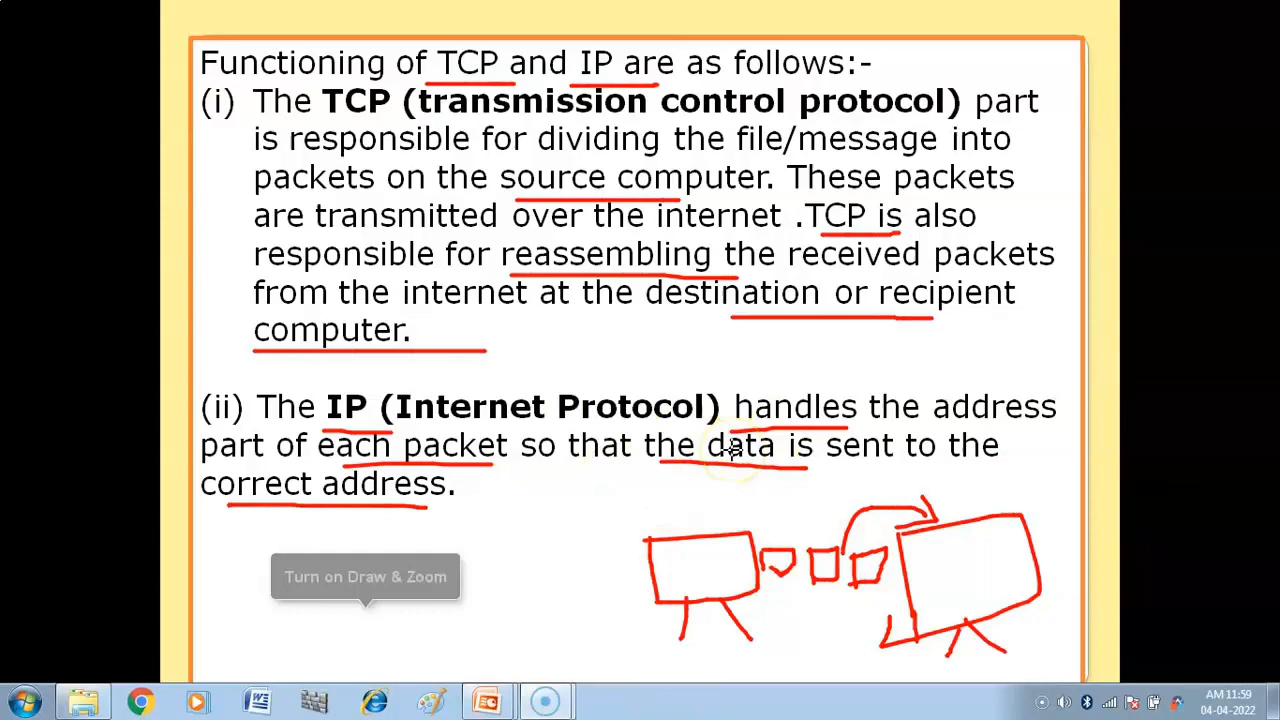 Functioning of TCP and IP are as follows:-
(i) The TCP (transmission control protocol) part
is responsible for dividing the file/message into
packets on the source computer. These packets
are transmitted over the internet .TCP is also
responsible for reassembling the received packets
from the internet at the destination or recipient
computer.
(ii) The IP (Internet Protocol) handles the address
part of each packet so that the data is sent to the
correct address.
Turn on Draw & Zoom
AM 11:59
04-04-2022